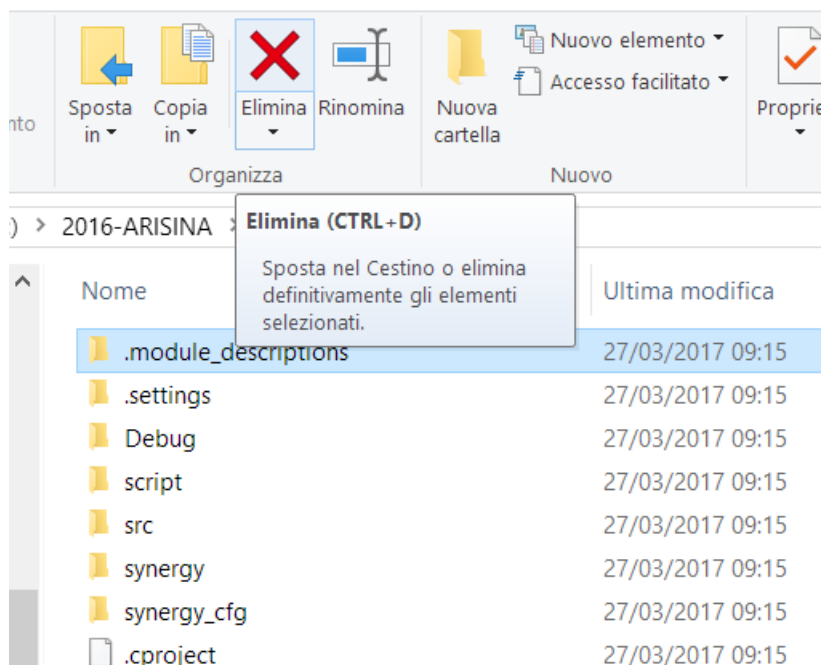 Nuovo elemento
Accesso facilitato
Sposta
in
Copia
in
Elimina
Rinomina
Nuova
cartella
Organizza
Nuovo
) > 2016-ARISINA >
Elimina (CTRL+D)
Sposta nel Cestino o elimina
definitivamente gli elementi
selezionati.
Nome Ultima modifica
.module_descriptions 27/03/2017 09:15
.settings 27/03/2017 09:15
Debug 27/03/2017 09:15
script 27/03/2017 09:15
src 27/03/2017 09:15
synergy 27/03/2017 09:15
synergy_cfg 27/03/2017 09:15
.cproject 27/03/2017 09:15